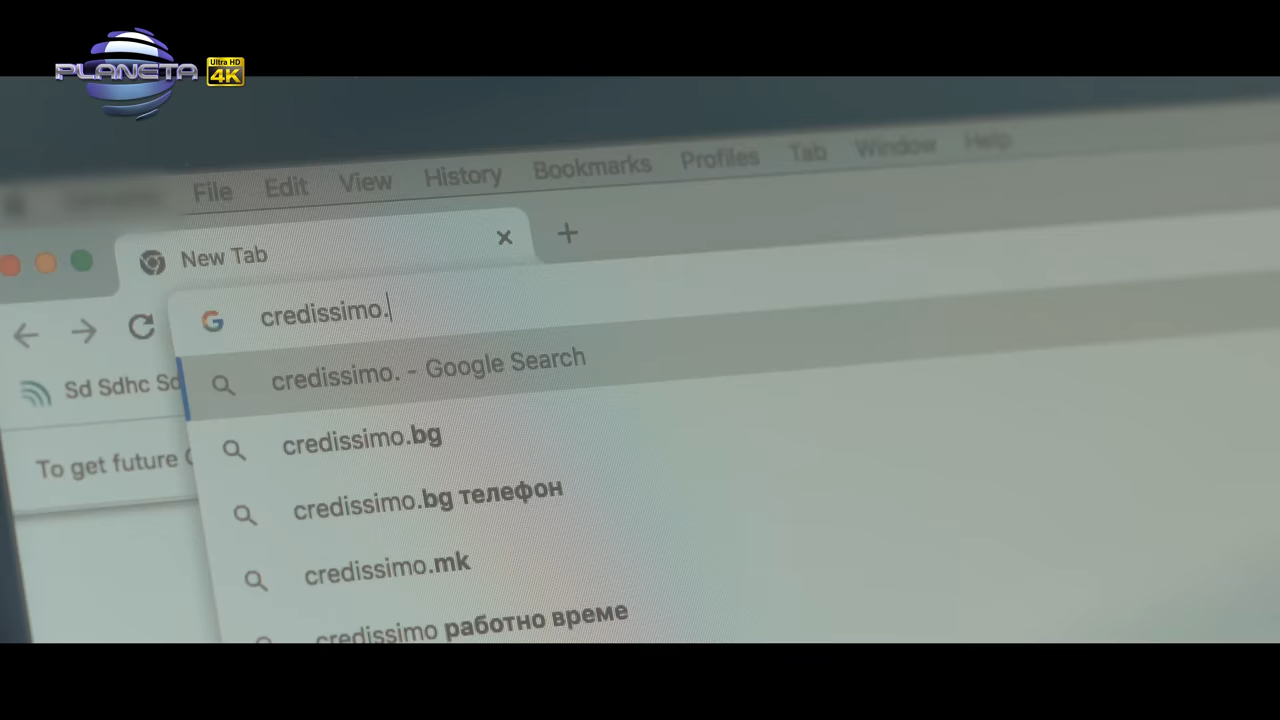 PLANETA
Ultra HD
4K
File Edit View History Bookmarks Profiles Tab Window Help
New Tab
credissimo.
Sd Sdhc Sd
credissimo. - Google Search
To get future
credissimo.bg
credissimo.bg телефон
credissimo.mk
credissimo работно време